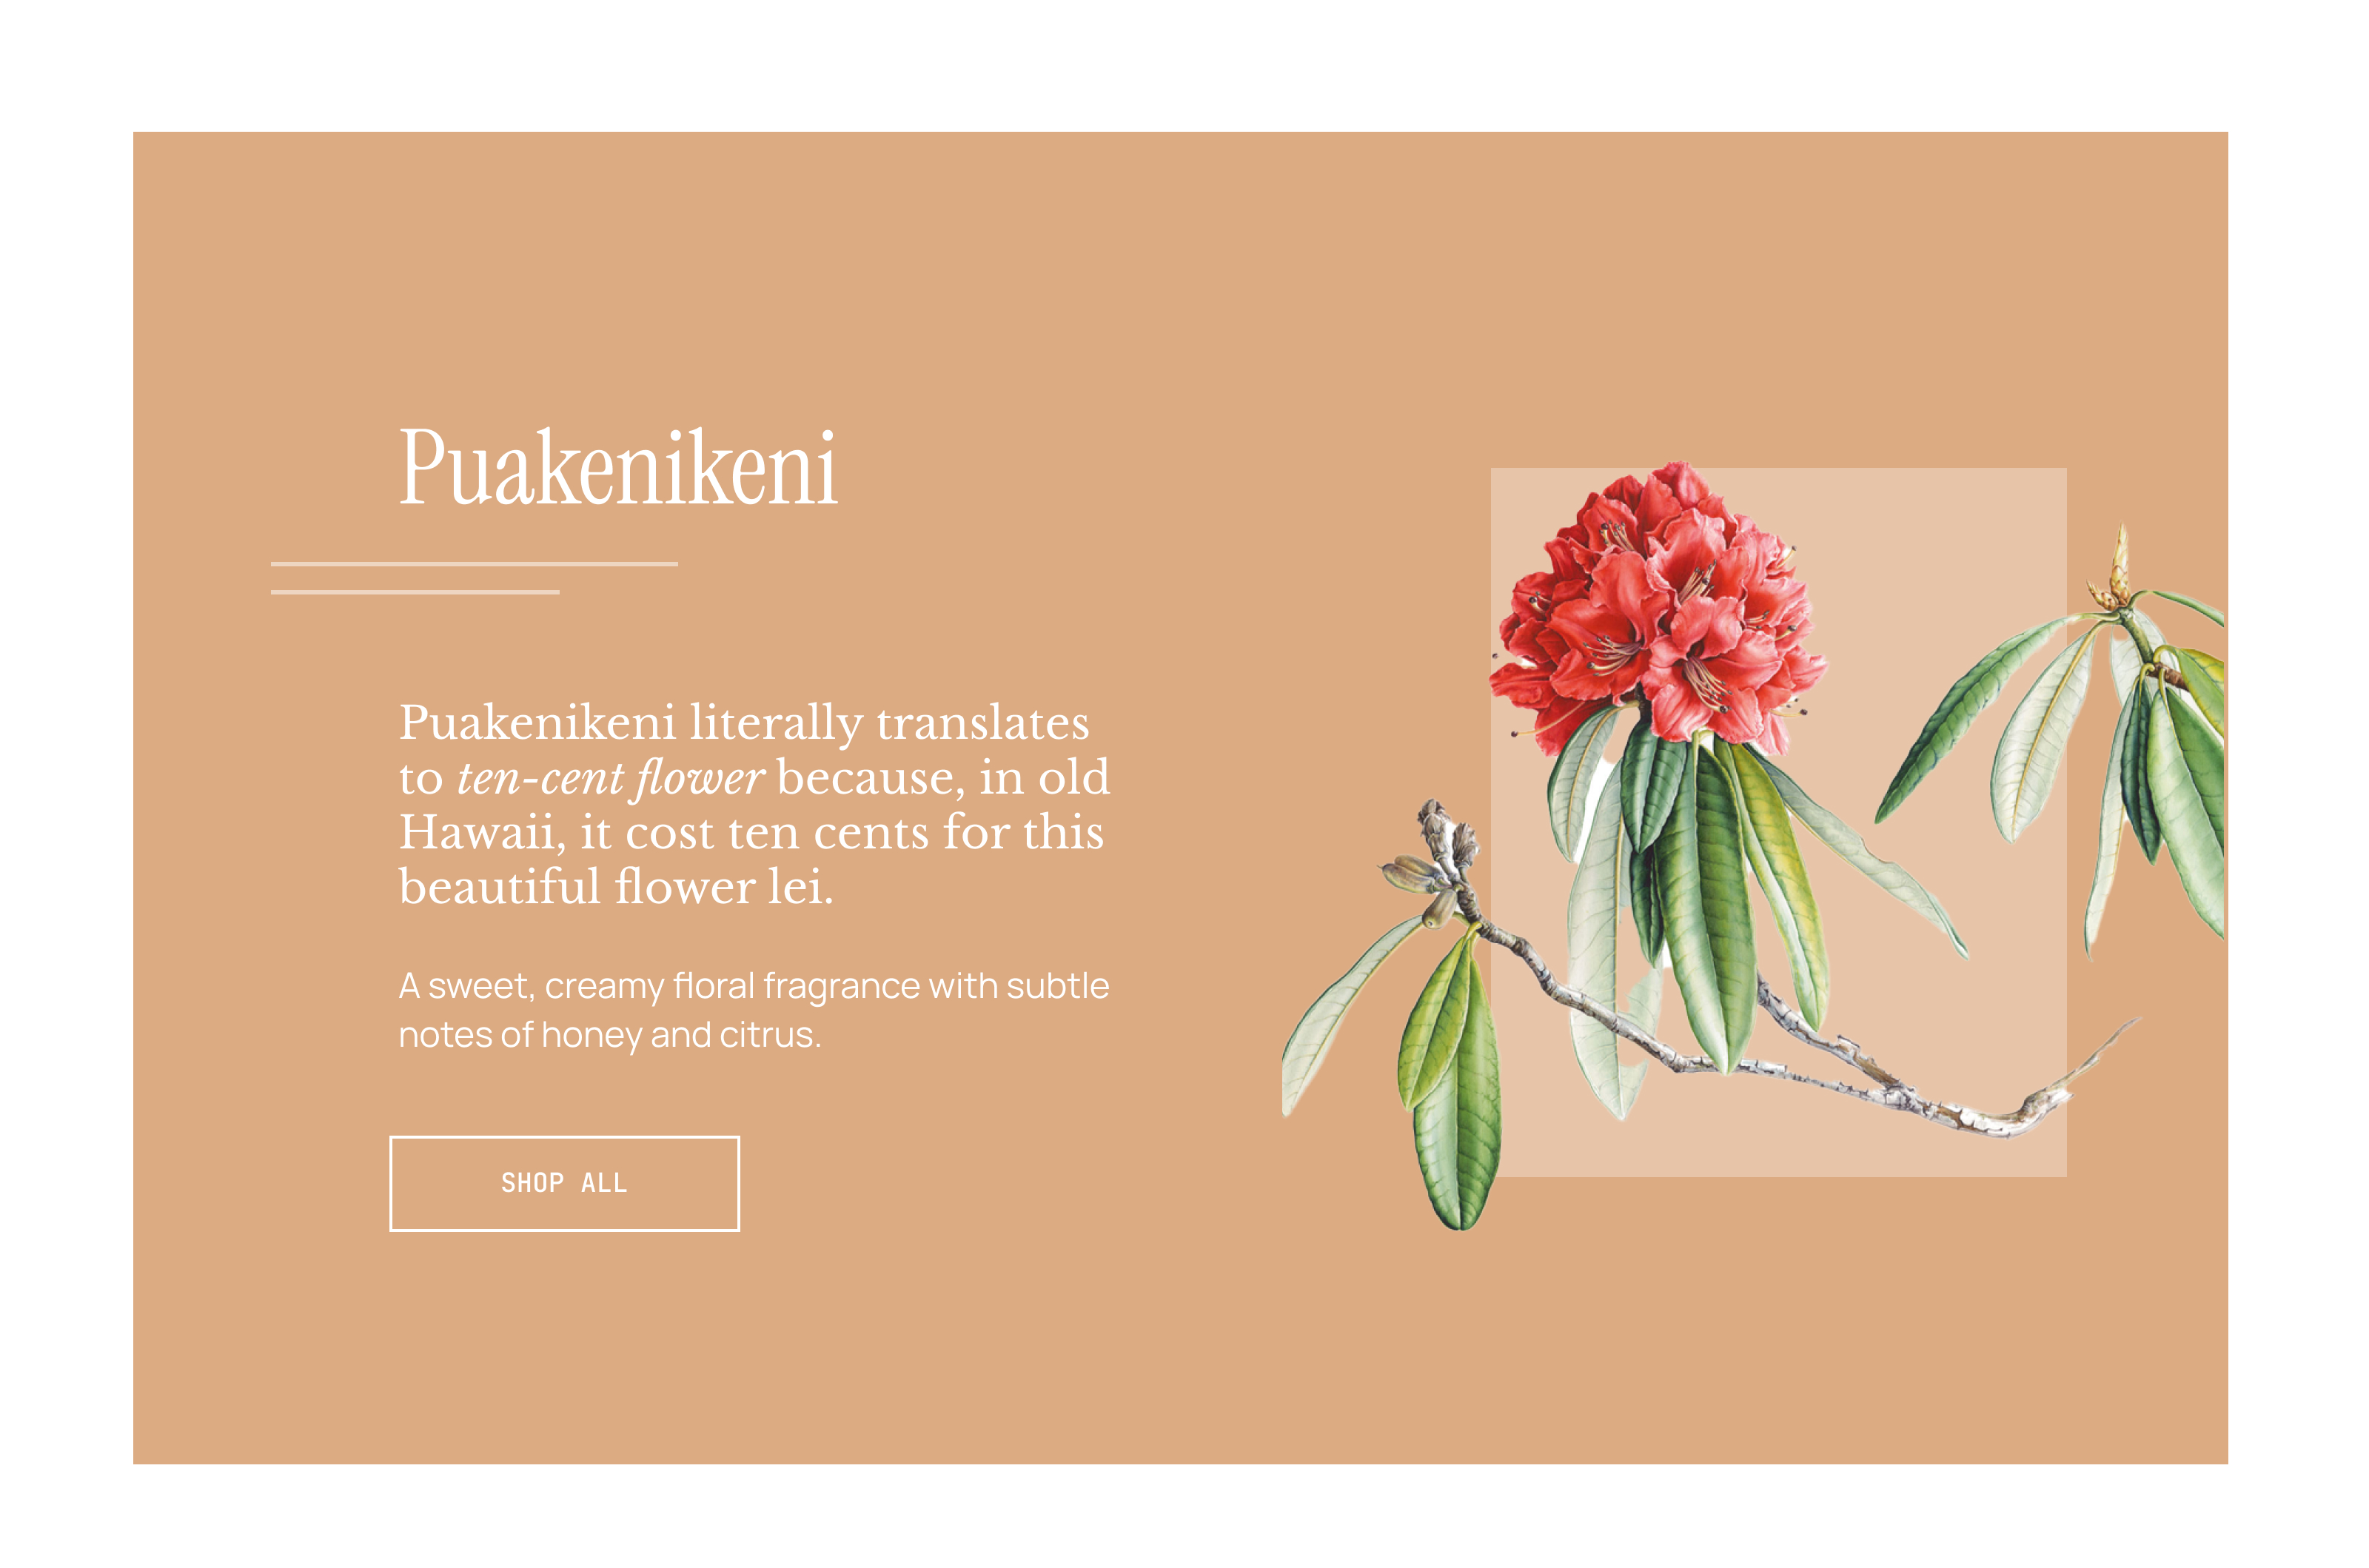 Puakenikeni
Puakenikeni literally translates
to ten-cent flower because, in old
Hawaii, it cost ten cents for this
beautiful flower lei.
A sweet, creamy floral fragrance with subtle
notes of honey and citrus.
SHOP ALL